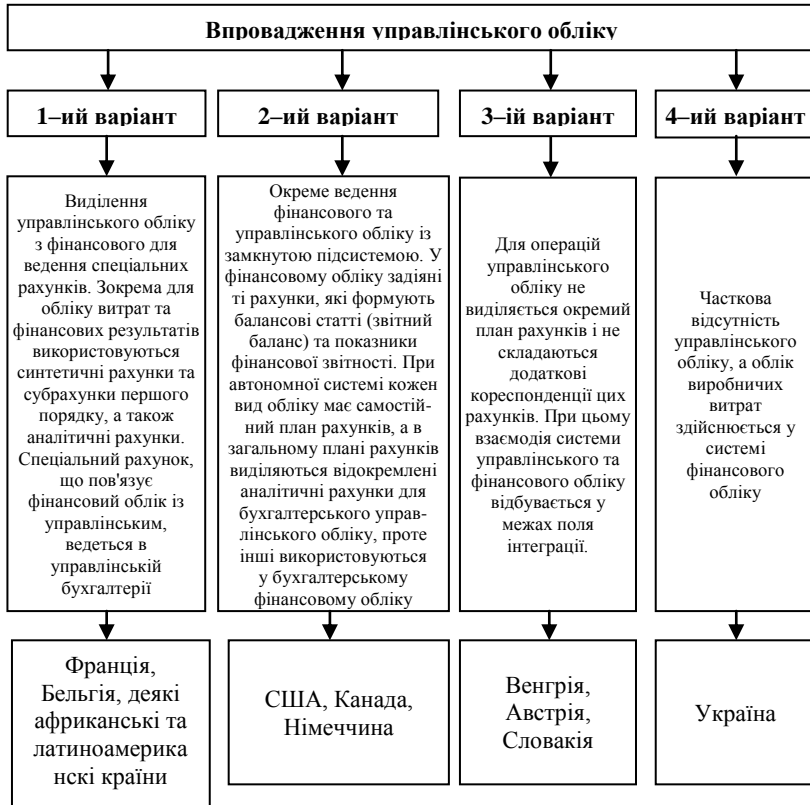 Впровадження управлінського обліку
1–ий варіант
2–ий варіант
3–ій варіант
4–ий варіант
Виділення
управлінського обліку
з фінансового для
ведення спеціальних
рахунків. Зокрема для
обліку витрат та
фінансових результатів
використовуються
синтетичні рахунки та
субрахунки першого
порядку, а також
аналітичні рахунки.
Спеціальний рахунок,
що пов'язує
фінансовий облік із
управлінським,
ведеться в
управлінській
бухгалтерії
Окреме ведення
фінансового та
управлінського обліку із
замкнутою підсистемою. У
фінансовому обліку задіяні
ті рахунки, які формують
балансові статті (звітний
баланс) та показники
фінансової звітності. При
автономної системі кожен
вид обліку має самостій-
ний план рахунків, а в
загальному плані рахунків
виділяються відокремлені
аналітичні рахунки для
бухгалтерського управ-
лінського обліку, проте
інші використовуються
у бухгалтерському
фінансовому обліку
Для операцій
управлінського
обліку не
виділяється окремий
план рахунків і не
складаються
додаткові
кореспонденції цих
рахунків. При цьому
взаємодія системи
управлінського та
фінансового обліку
відбувається у
межах поля
інтеграції.
Часткова
відсутність
управлінського
обліку, а облік
виробничих
витрат
здійснюється у
системі
фінансового
обліку
Франція,
Бельгія, деякі
африканські та
латиноамерика
нскі країни
США, Канада,
Німеччина
Венгрія,
Австрія,
Словакія
Україна